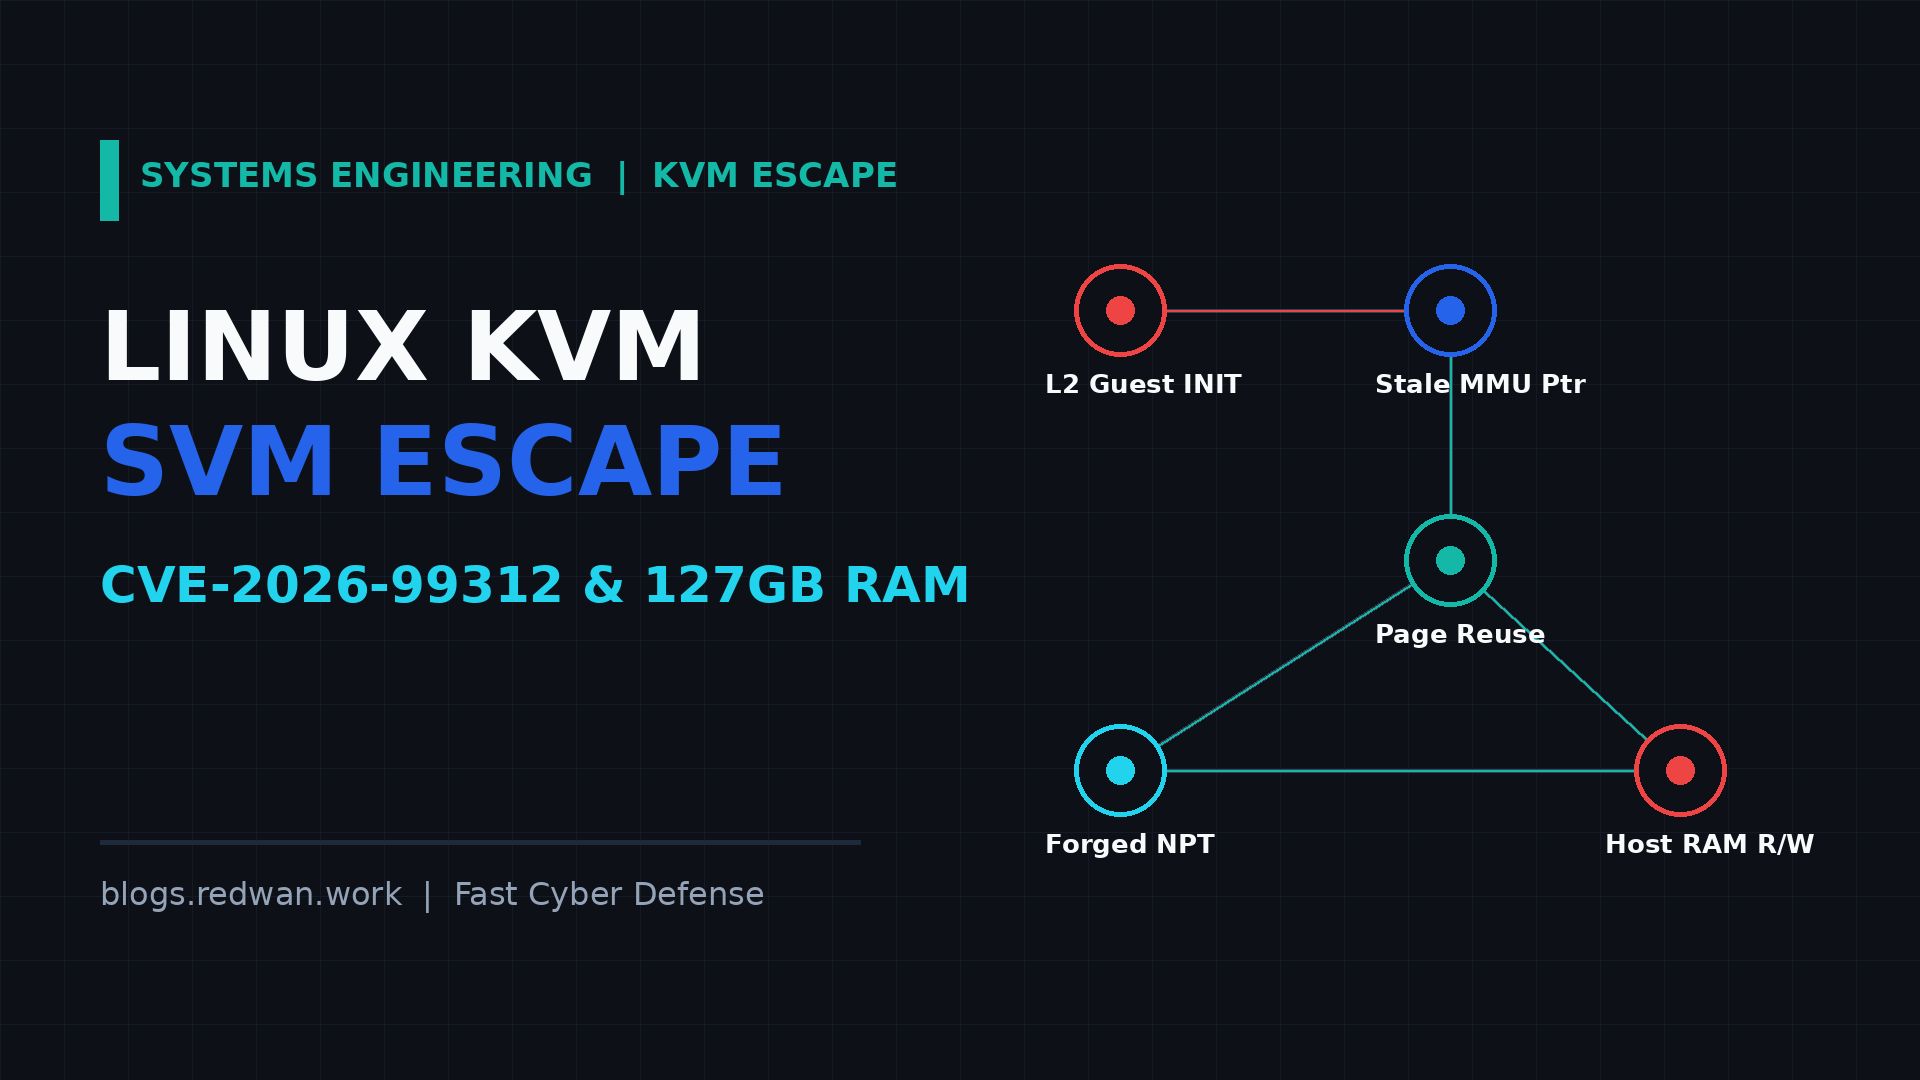 SYSTEMS ENGINEERING | KVM ESCAPE
LINUX KVM
SVM ESCAPE
CVE-2026-99312 & 127GB RAM
blogs.redwan.work | Fast Cyber Defense
L2 Guest INIT
Stale MMU Ptr
Page Reuse
Forged NPT
Host RAM R/W